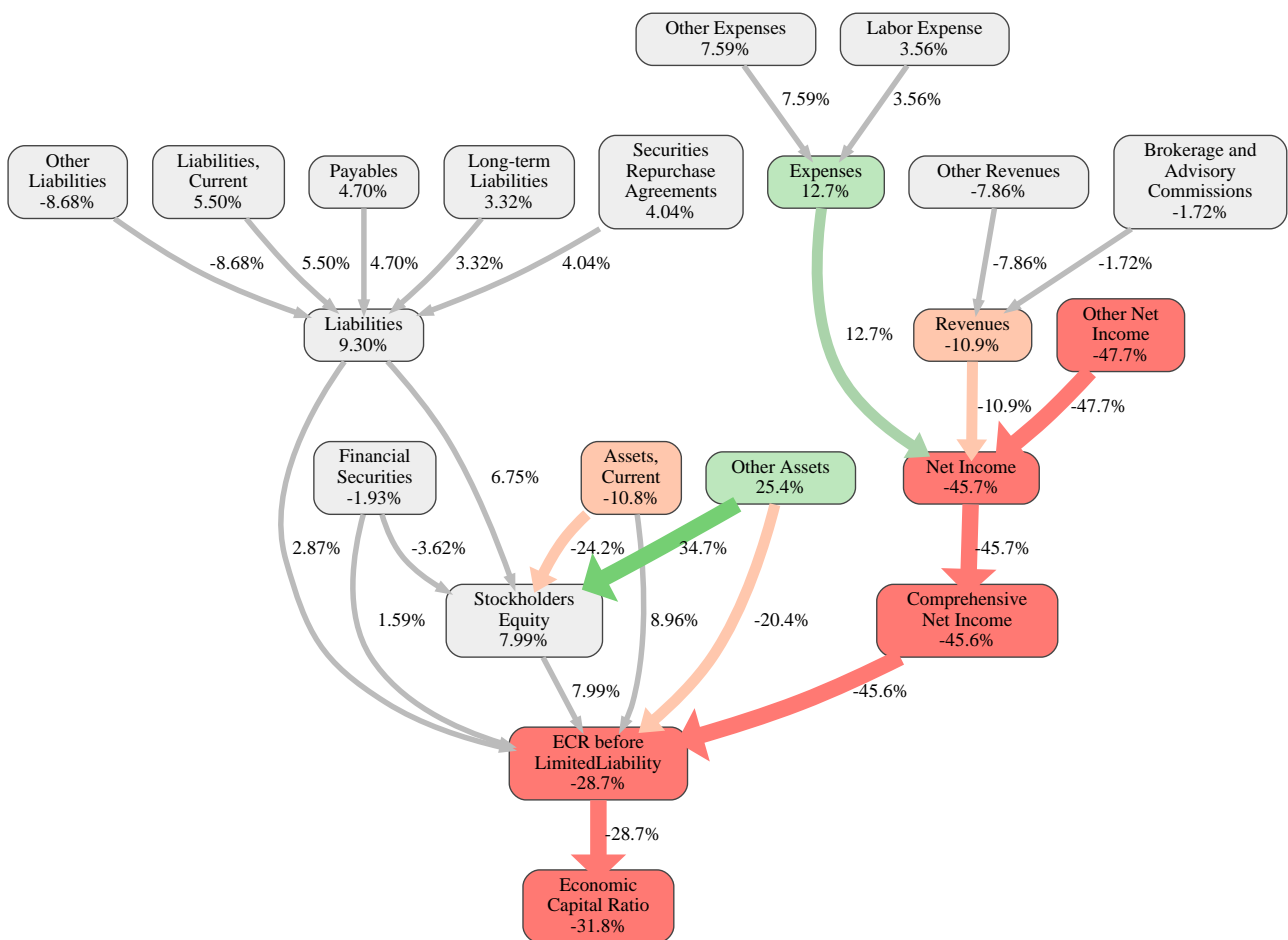 Other Expenses
7.59%
Labor Expense
3.56%
7.59%
3.56%
Other
Liabilities
-8.68%
Liabilities,
Current
5.50%
Payables
4.70%
Long-term
Liabilities
3.32%
Securities
Repurchase
Agreements
4.04%
Expenses
12.7%
Other Revenues
-7.86%
Brokerage and
Advisory
Commissions
-1.72%
-8.68%
5.50%
4.70%
3.32%
4.04%
-7.86%
-1.72%
Liabilities
9.30%
12.7%
Revenues
-10.9%
Other Net
Income
-47.7%
-10.9%
-47.7%
Financial
Securities
-1.93%
6.75%
Assets,
Current
-10.8%
Other Assets
25.4%
Net Income
-45.7%
2.87%
-3.62%
-24.2%
34.7%
-45.7%
Stockholders
Equity
7.99%
Comprehensive
Net Income
-45.6%
1.59%
8.96%
-20.4%
7.99%
-45.6%
ECR before
LimitedLiability
-28.7%
-28.7%
Economic
Capital Ratio
-31.8%